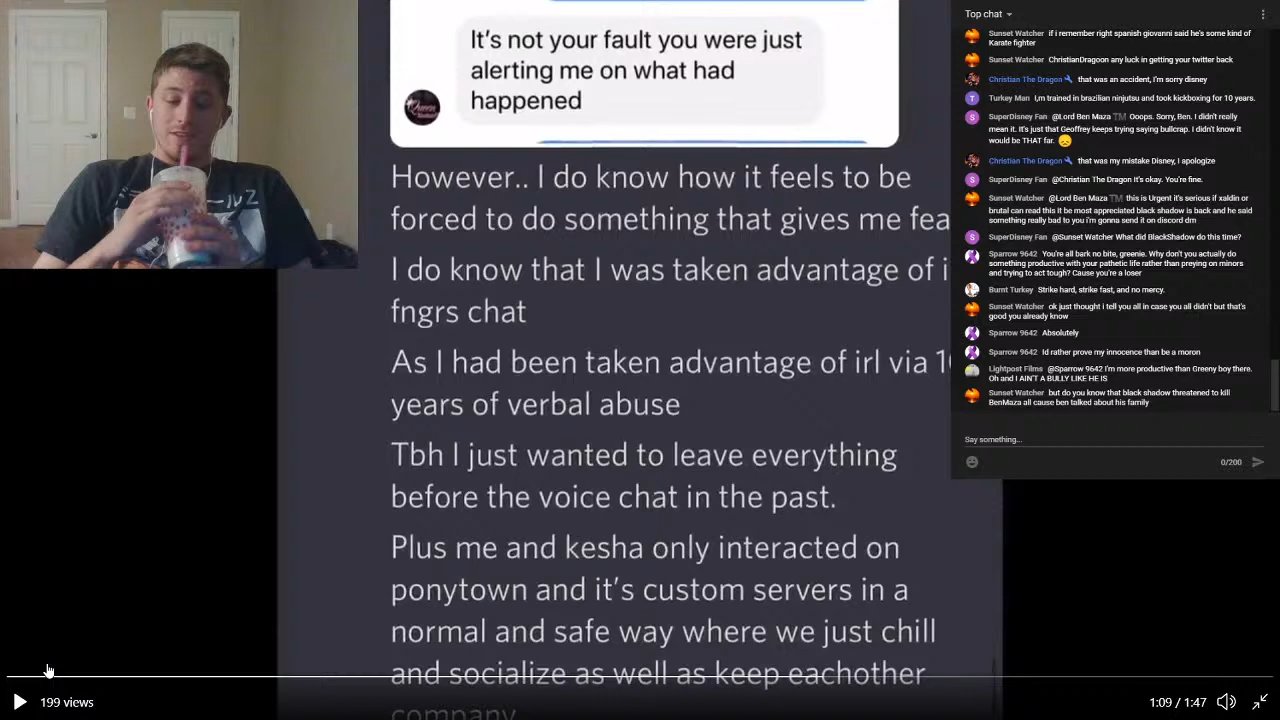 It's not your fault you were just
alerting me on what had
happened
However.. I do know how it feels to be
forced to do something that gives me fea
I do know that I was taken advantage of i
fngrs chat
As I had been taken advantage of irl via 1
years of verbal abuse
Tbh I just wanted to leave everything
before the voice chat in the past.
Plus me and kesha only interacted on
ponytown and it's custom servers in a
normal and safe way where we just chill
and socialize as well as keep eachother
company
Top chat
Sunset Watcher if i remember right spanish giovanni said he's some kind of
Karate fighter
Sunset Watcher ChristianDragoon any luck in getting your twitter back
Christian The Dragon that was an accident, I'm sorry disney
Turkey Man I,m trained in brazilian ninjutsu and took kickboxing for 10 years.
SuperDisney Fan @Lord Ben Maza TM Ooops. Sorry, Ben. I didn't really
mean it. It's just that Geoffrey keeps trying saying bullcrap. I didn't know it
would be THAT far. 😞
Christian The Dragon that was my mistake Disney, I apologize
SuperDisney Fan @Christian The Dragon It's okay. You're fine.
Sunset Watcher @Lord Ben Maza TM this is Urgent it's serious if xaldin or
brutal can read this it be most appreciated black shadow is back and he said
something really bad to you i'm gonna send it on discord dm
SuperDisney Fan @Sunset Watcher What did BlackShadow do this time?
Sparrow 9642 You're all bark no bite, greenie. Why don't you actually do
something productive with your pathetic life rather than preying on minors
and trying to act tough? Cause you're a loser
Burnt Turkey Strike hard, strike fast, and no mercy.
Sunset Watcher ok just thought i tell you all in case you all didn't but that's
good you already know
Sparrow 9642 Absolutely
Sparrow 9642 Id rather prove my innocence than be a moron
Lightpost Films @Sparrow 9642 I'm more productive than Greeny boy there.
Oh and I AIN'T A BULLY LIKE HE IS
Sunset Watcher but do you know that black shadow threatened to kill
BenMaza all cause ben talked about his family
Say something...
0/200
199 views
1:09 / 1:47